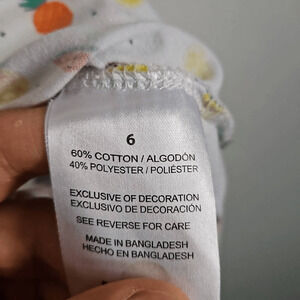 6
60% COTTON / ALGODÓN
40% POLYESTER / POLIÉSTER
EXCLUSIVE OF DECORATION
EXCLUSIVO DE DECORACIÓN
SEE REVERSE FOR CARE
MADE IN BANGLADESH
HECHO EN BANGLADESH